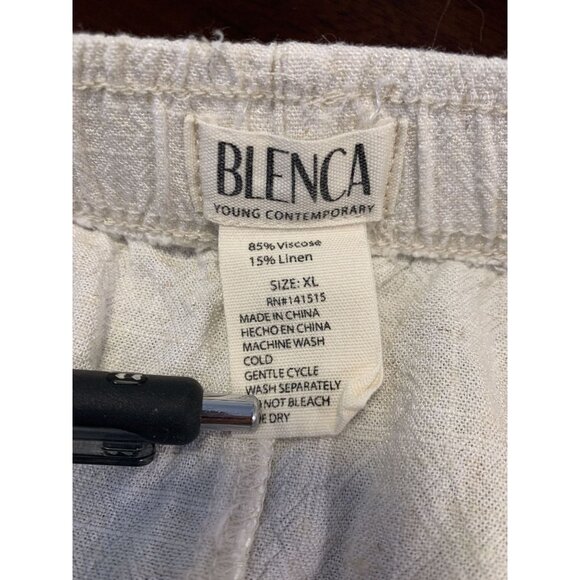 BLENCA
YOUNG CONTEMPORARY
85% Viscose
15% Linen
SIZE: XL
RN#141515
MADE IN CHINA
HECHO EN CHINA
MACHINE WASH
COLD
GENTLE CYCLE
WASH SEPARATELY
NOT BLEACH
DRY